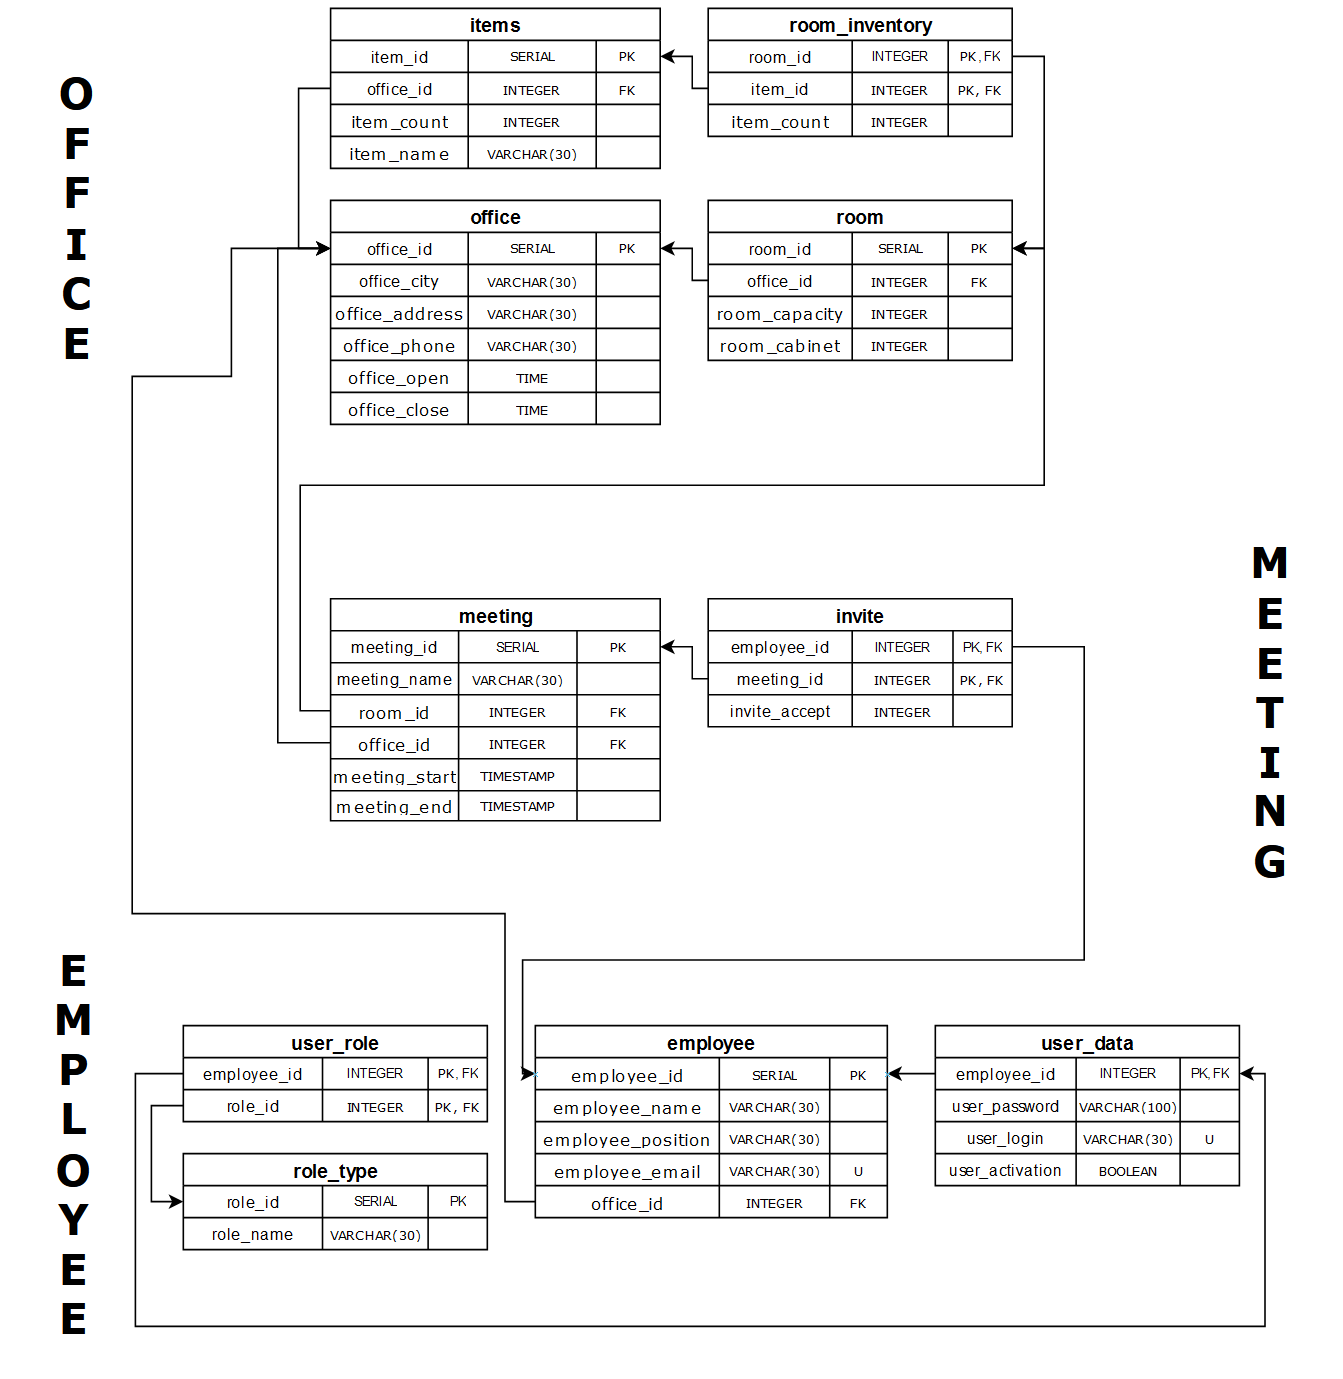 OFFICE
items
item_id SERIAL PK
office_id INTEGER FK
item_count INTEGER
item_name VARCHAR(30)
room_inventory
room_id INTEGER PK,FK
item_id INTEGER PK, FK
item_count INTEGER
office
office_id SERIAL PK
office_city VARCHAR(30)
office_address VARCHAR(30)
office_phone VARCHAR(30)
office_open TIME
office_close TIME
room
room_id SERIAL PK
office_id INTEGER FK
room_capacity INTEGER
room_cabinet INTEGER
MEETING
meeting
meeting_id SERIAL PK
meeting_name VARCHAR(30)
room_id INTEGER FK
office_id INTEGER FK
meeting_start TIMESTAMP
meeting_end TIMESTAMP
invite
employee_id INTEGER PK,FK
meeting_id INTEGER PK, FK
invite_accept INTEGER
EMPLOYEE
user_role
employee_id INTEGER PK,FK
role_id INTEGER PK, FK
role_type
role_id SERIAL PK
role_name VARCHAR(30)
employee
employee_id SERIAL PK
employee_name VARCHAR(30)
employee_position VARCHAR(30)
employee_email VARCHAR(30) U
office_id INTEGER FK
user_data
employee_id INTEGER PK,FK
user_password VARCHAR(100)
user_login VARCHAR(30) U
user_activation BOOLEAN